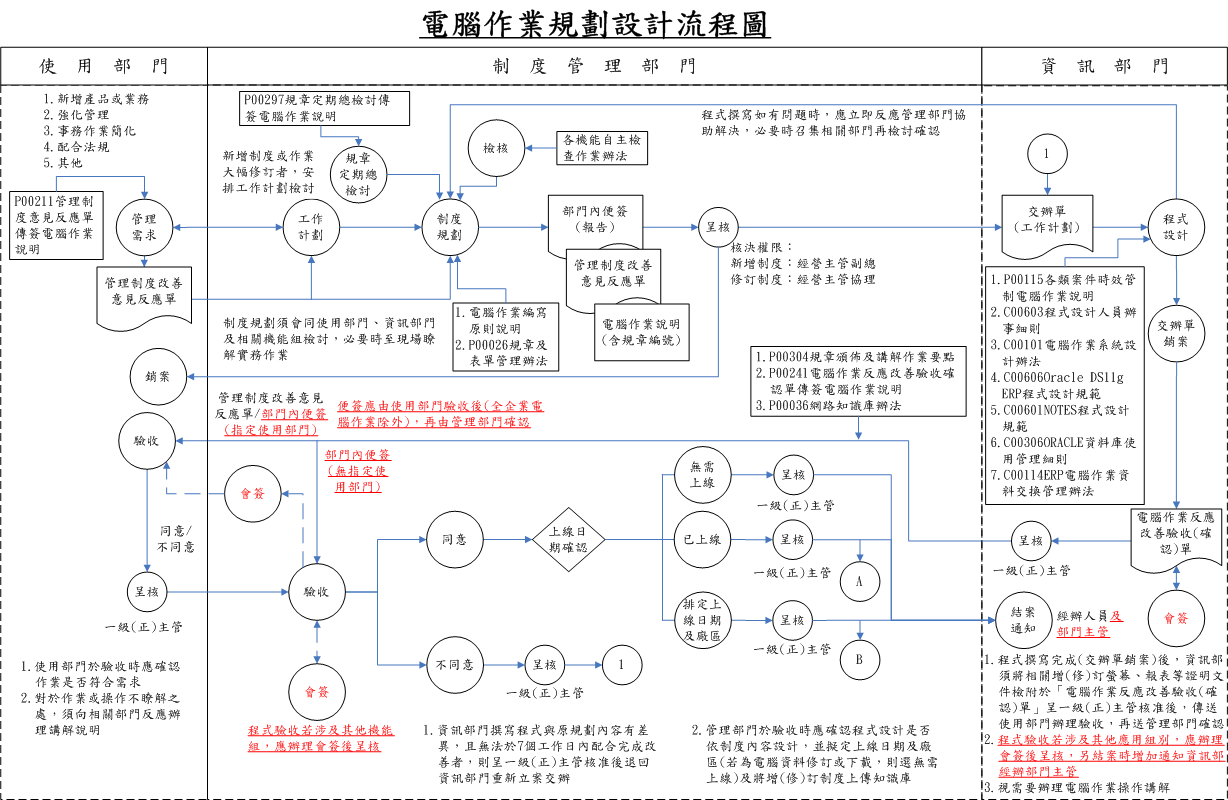 電腦作業規劃設計流程圖
使用部門
制度管理部門
資訊部門
1.新增產品或業務
2.強化管理
3.事務作業簡化
4.配合法規
5.其他
P00211管理制
度意見反應單
傳簽電腦作業
說明
管理
需求
管理制度改善
意見反應單
P00297規章定期總檢討傳
簽電腦作業說明
規章
定期總
檢討
新增制度或作業
大幅修訂者，安
排工作計劃檢討
工作
計劃
檢核
各機能自主檢
查作業辦法
制度
規劃
程式撰寫如有問題時，應立即反應管理部門協
助解決，必要時召集相關部門再檢討確認
部門內便簽
(報告)
管理制度改善
意見反應單
電腦作業說明
(含規章編號)
呈核
核決權限：
新增制度：經營主管副總
修訂制度：經營主管協理
制度規劃須會同使用部門、資訊部門
及相關機能組檢討，必要時至現場瞭
解實務作業
1.電腦作業編寫
原則說明
2.P00026規章及
表單管理辦法
1
交辦單
(工作計劃)
程式
設計
1.P00115各類案件時效管
制電腦作業說明
2.C00603程式設計人員辦
事細則
3.C00101電腦作業系統設
計辦法
4.C00606Oracle DS11g
ERP程式設計規範
5.C00601NOTES程式設計
規範
6.C00306ORACLE資料庫使
用管理細則
7.C00114ERP電腦作業資
料交換管理辦法
交辦單
銷案
銷案
1.P00304規章頒佈及講解作業要點
2.P00241電腦作業反應改善驗收確
認單傳簽電腦作業說明
3.P00036網路知識庫辦法
管理制度改善意見
反應單/部門內便簽
(指定使用部門)
便簽應由使用部門驗收後(全企業電
腦作業除外)，再由管理部門確認
驗收
部門內便簽
(無指定使
用部門)
會簽
同意/
不同意
呈核
一級(正)主管
驗收
會簽
程式驗收若涉及其他機能
組，應辦理會簽後呈核
同意
上線日
期確認
無需
上線
呈核
一級(正)主管
已上線
呈核
一級(正)主管
A
排定上
線日期
及廠區
呈核
一級(正)主管
B
不同意
呈核
一級(正)主管
1
電腦作業反應
改善驗收(確
認)單
呈核
一級(正)主管
會簽
結案
通知
經辦人員及
部門主管
1.使用部門於驗收時應確認
作業是否符合需求
2.對於作業或操作不瞭解之
處，須向相關部門反應辦
理講解說明
1.資訊部門撰寫程式與原規劃內容有差
異，且無法於7個工作日內配合完成改
善者，則呈一級(正)主管核准後退回
資訊部門重新立案交辦
2.管理部門於驗收時應確認程式設計是否
依制度內容設計，並擬定上線日期及廠
區(若為電腦資料修訂或下載，則選無需
上線)及將增(修)訂制度上傳知識庫
1.程式撰寫完成(交辦單銷案)後，資訊部
須將相關增(修)訂螢幕、報表等證明文
件檢附於「電腦作業反應改善驗收(確
認)單」呈一級(正)主管核准後，傳送
使用部門辦理驗收，再送管理部門確認
2.程式驗收若涉及其他應用組別，應辦理
會簽後呈核，另結案時增加通知資訊部
經辦部門主管
3.視需要辦理電腦作業操作講解